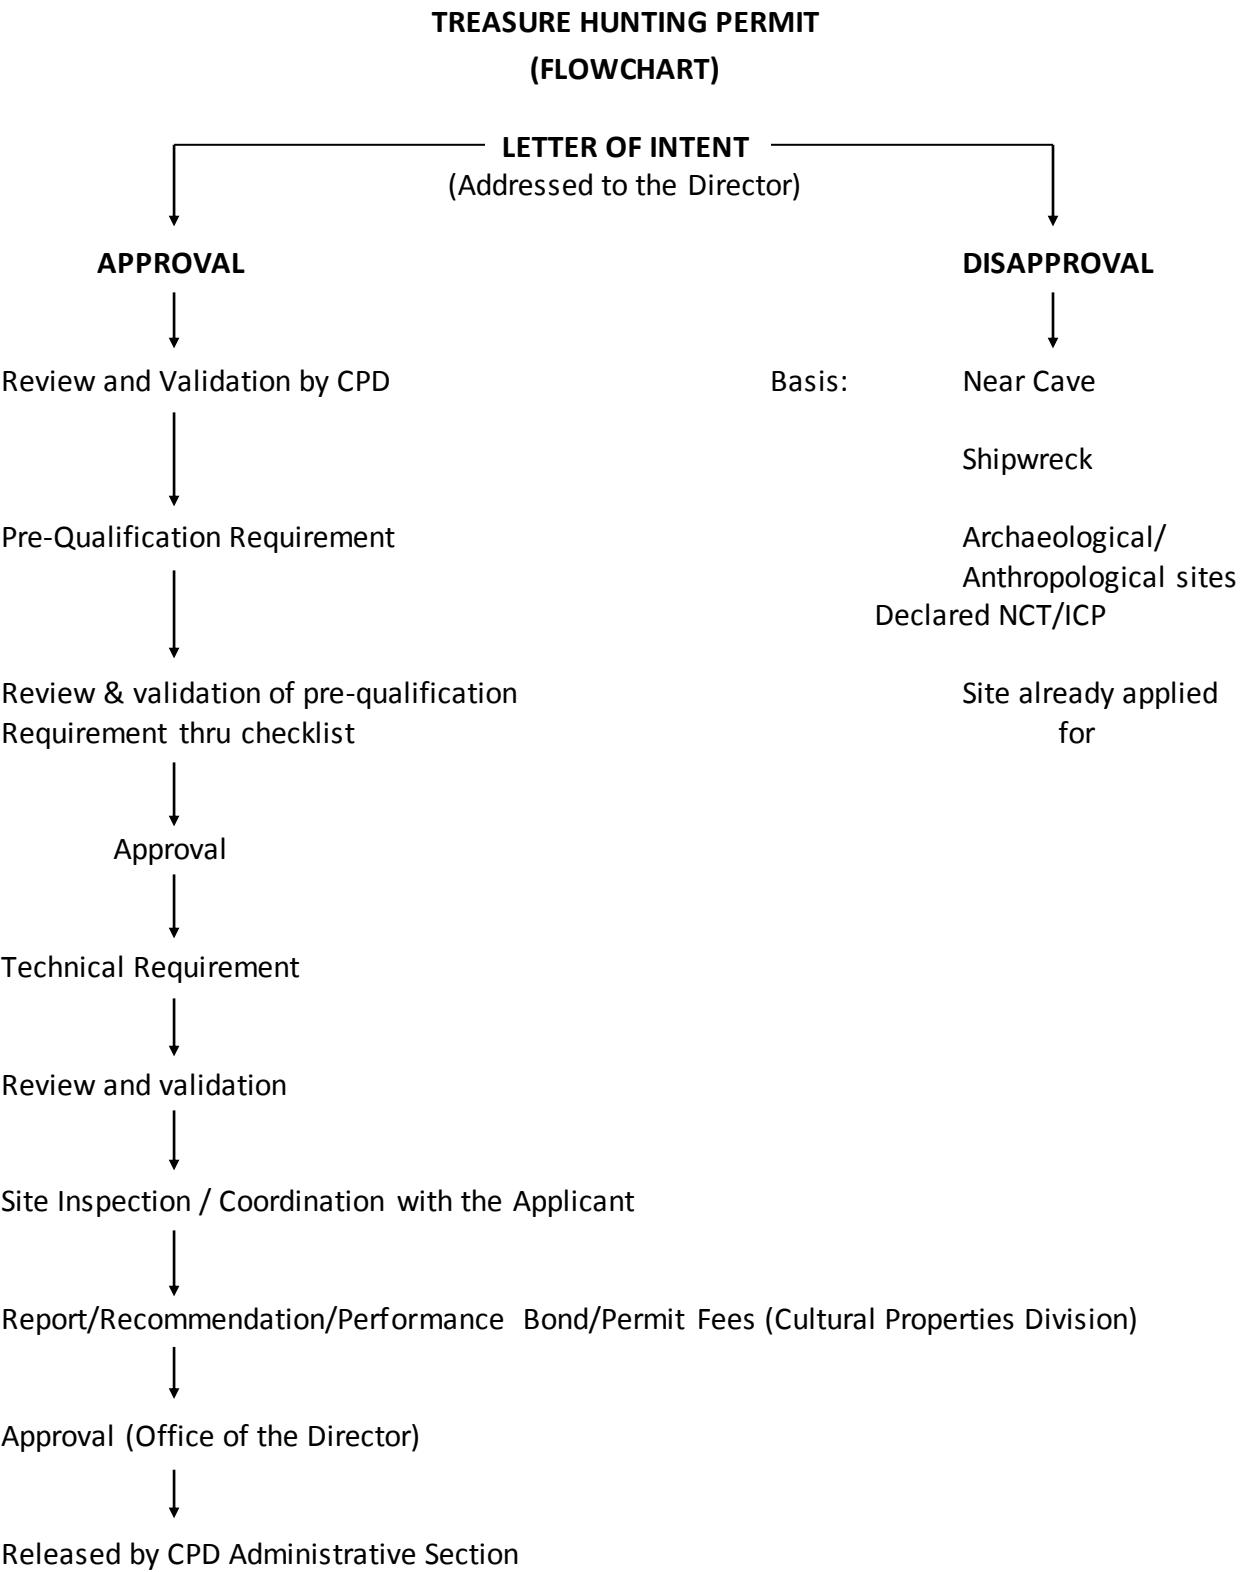 TREASURE HUNTING PERMIT
(FLOWCHART)
LETTER OF INTENT
(Addressed to the Director)
APPROVAL
DISAPPROVAL
Review and Validation by CPD
Basis:
Near Cave
Shipwreck
Pre-Qualification Requirement
Archaeological/
Anthropological sites
Declared NCT/ICP
Review & validation of pre-qualification
Requirement thru checklist
Site already applied
for
Approval
Technical Requirement
Review and validation
Site Inspection / Coordination with the Applicant
Report/Recommendation/Performance Bond/Permit Fees (Cultural Properties Division)
Approval (Office of the Director)
Released by CPD Administrative Section